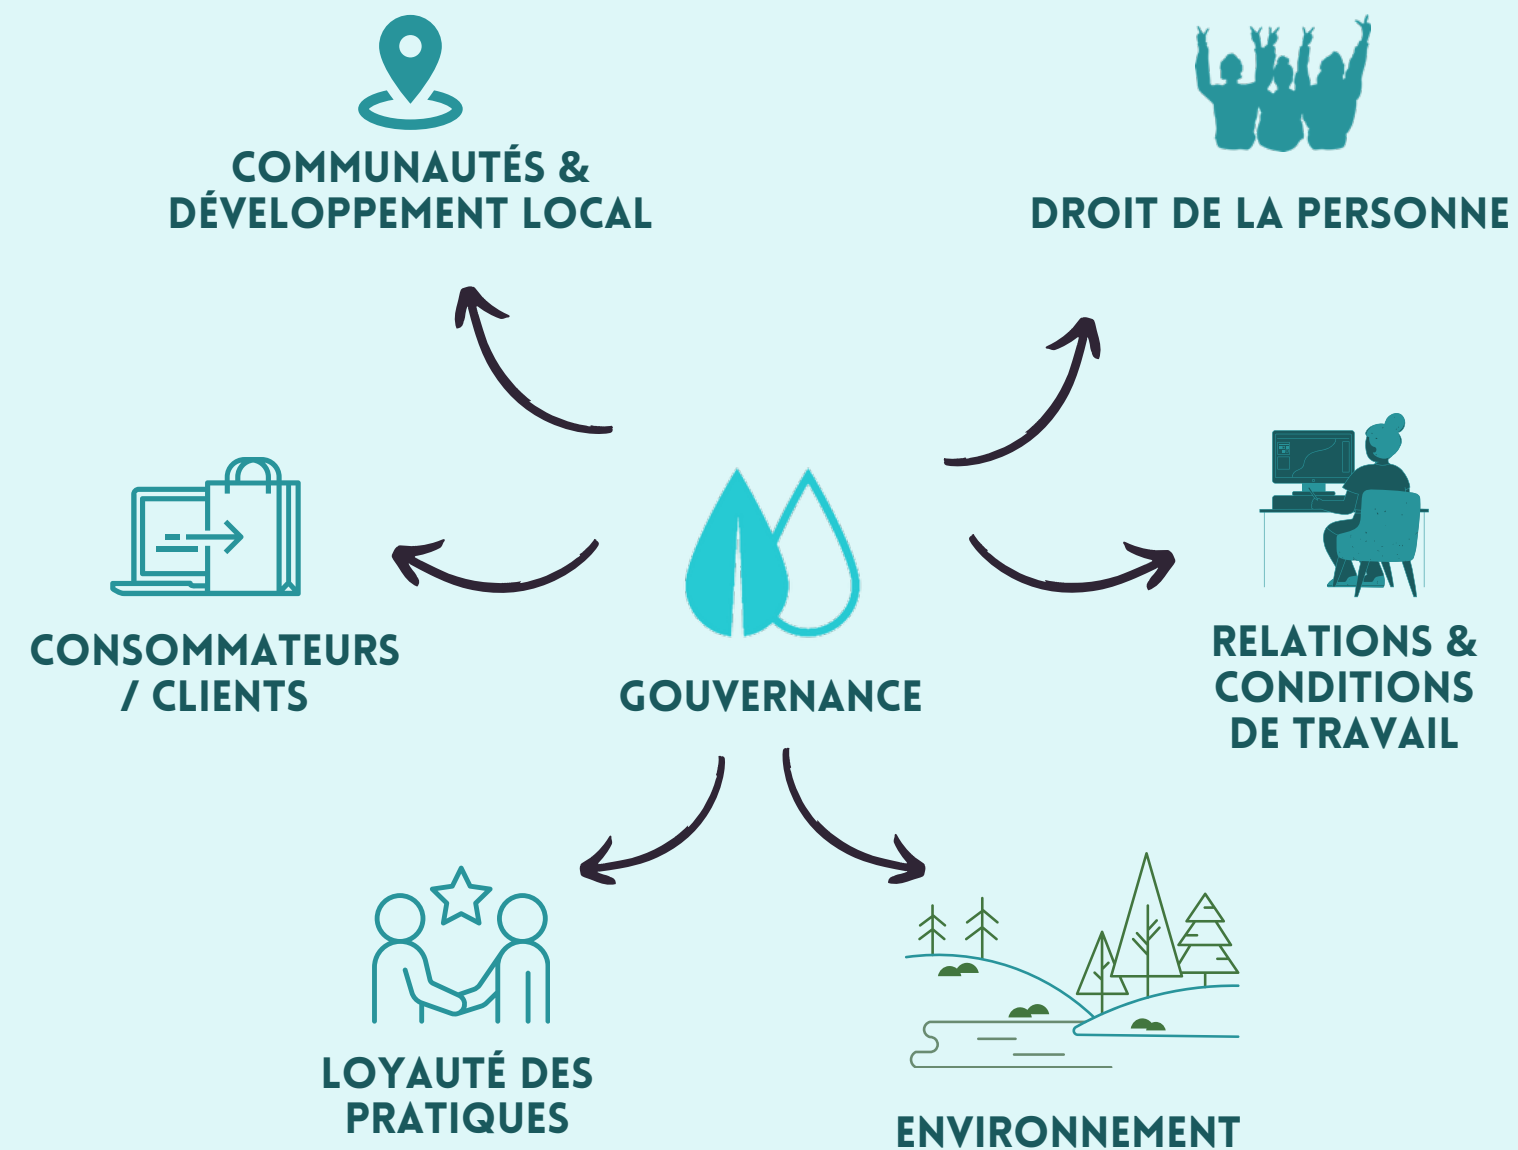 COMMUNAUTÉS &
DÉVELOPPEMENT LOCAL
DROIT DE LA PERSONNE
CONSOMMATEURS
/ CLIENTS
GOUVERNANCE
RELATIONS &
CONDITIONS
DE TRAVAIL
LOYAUTÉ DES
PRATIQUES
ENVIRONNEMENT